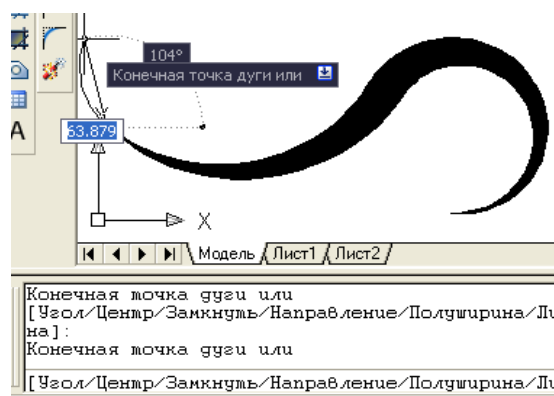 104°
Конечная точка дуги или
63.879
A
X
Модель Лист1 Лист2
Конечная точка дуги или
[Угол/Центр/Замкнуть/Направление/Полуширина/Ли
на]:
Конечная точка дуги или
[Угол/Центр/Замкнуть/Направление/Полуширина/Ли